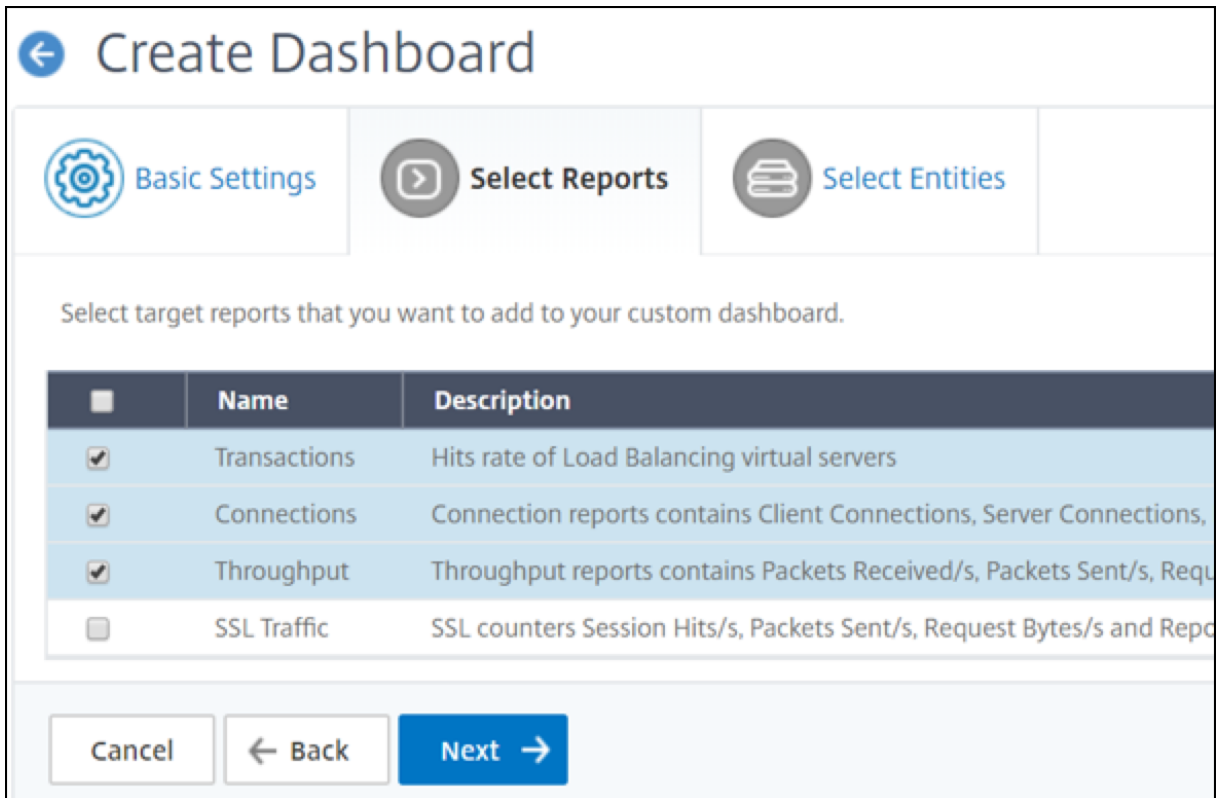 Create Dashboard
Basic Settings
Select Reports
Select Entities
Select target reports that you want to add to your custom dashboard.
Name Description
Transactions Hits rate of Load Balancing virtual servers
Connections Connection reports contains Client Connections, Server Connections,
Throughput Throughput reports contains Packets Received/s, Packets Sent/s, Requ
SSL Traffic SSL counters Session Hits/s, Packets Sent/s, Request Bytes/s and Repo
Cancel Back Next